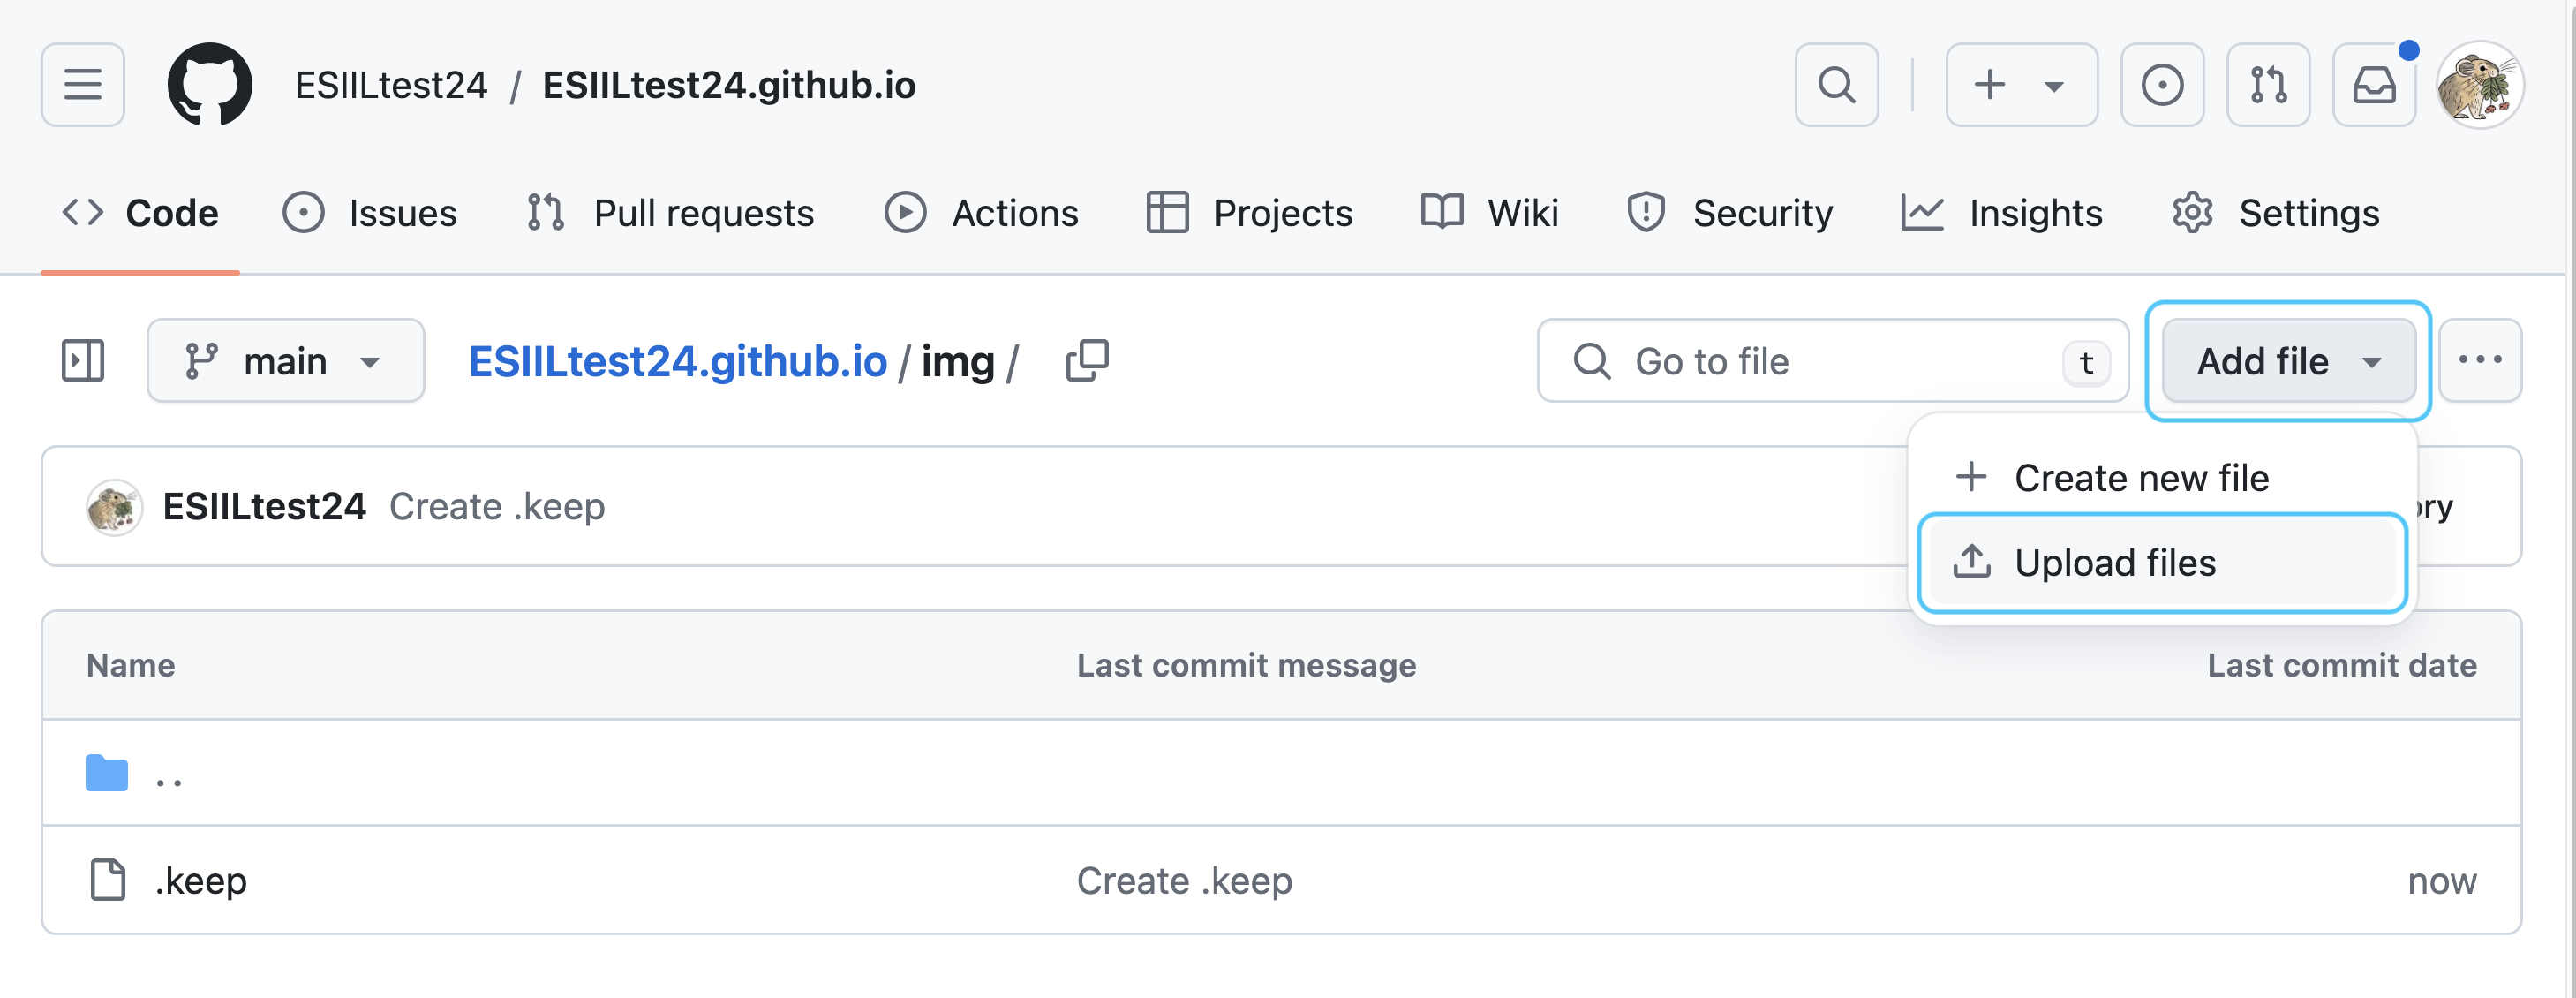 ESIILtest24 / ESIILtest24.github.io
Code Issues Pull requests Actions Projects Wiki Security Insights Settings
main ESIILtest24.github.io / img / Go to file t Add file
Create new file
ESIILtest24 Create .keep
Upload files
Name Last commit message Last commit date
..
.keep Create .keep now